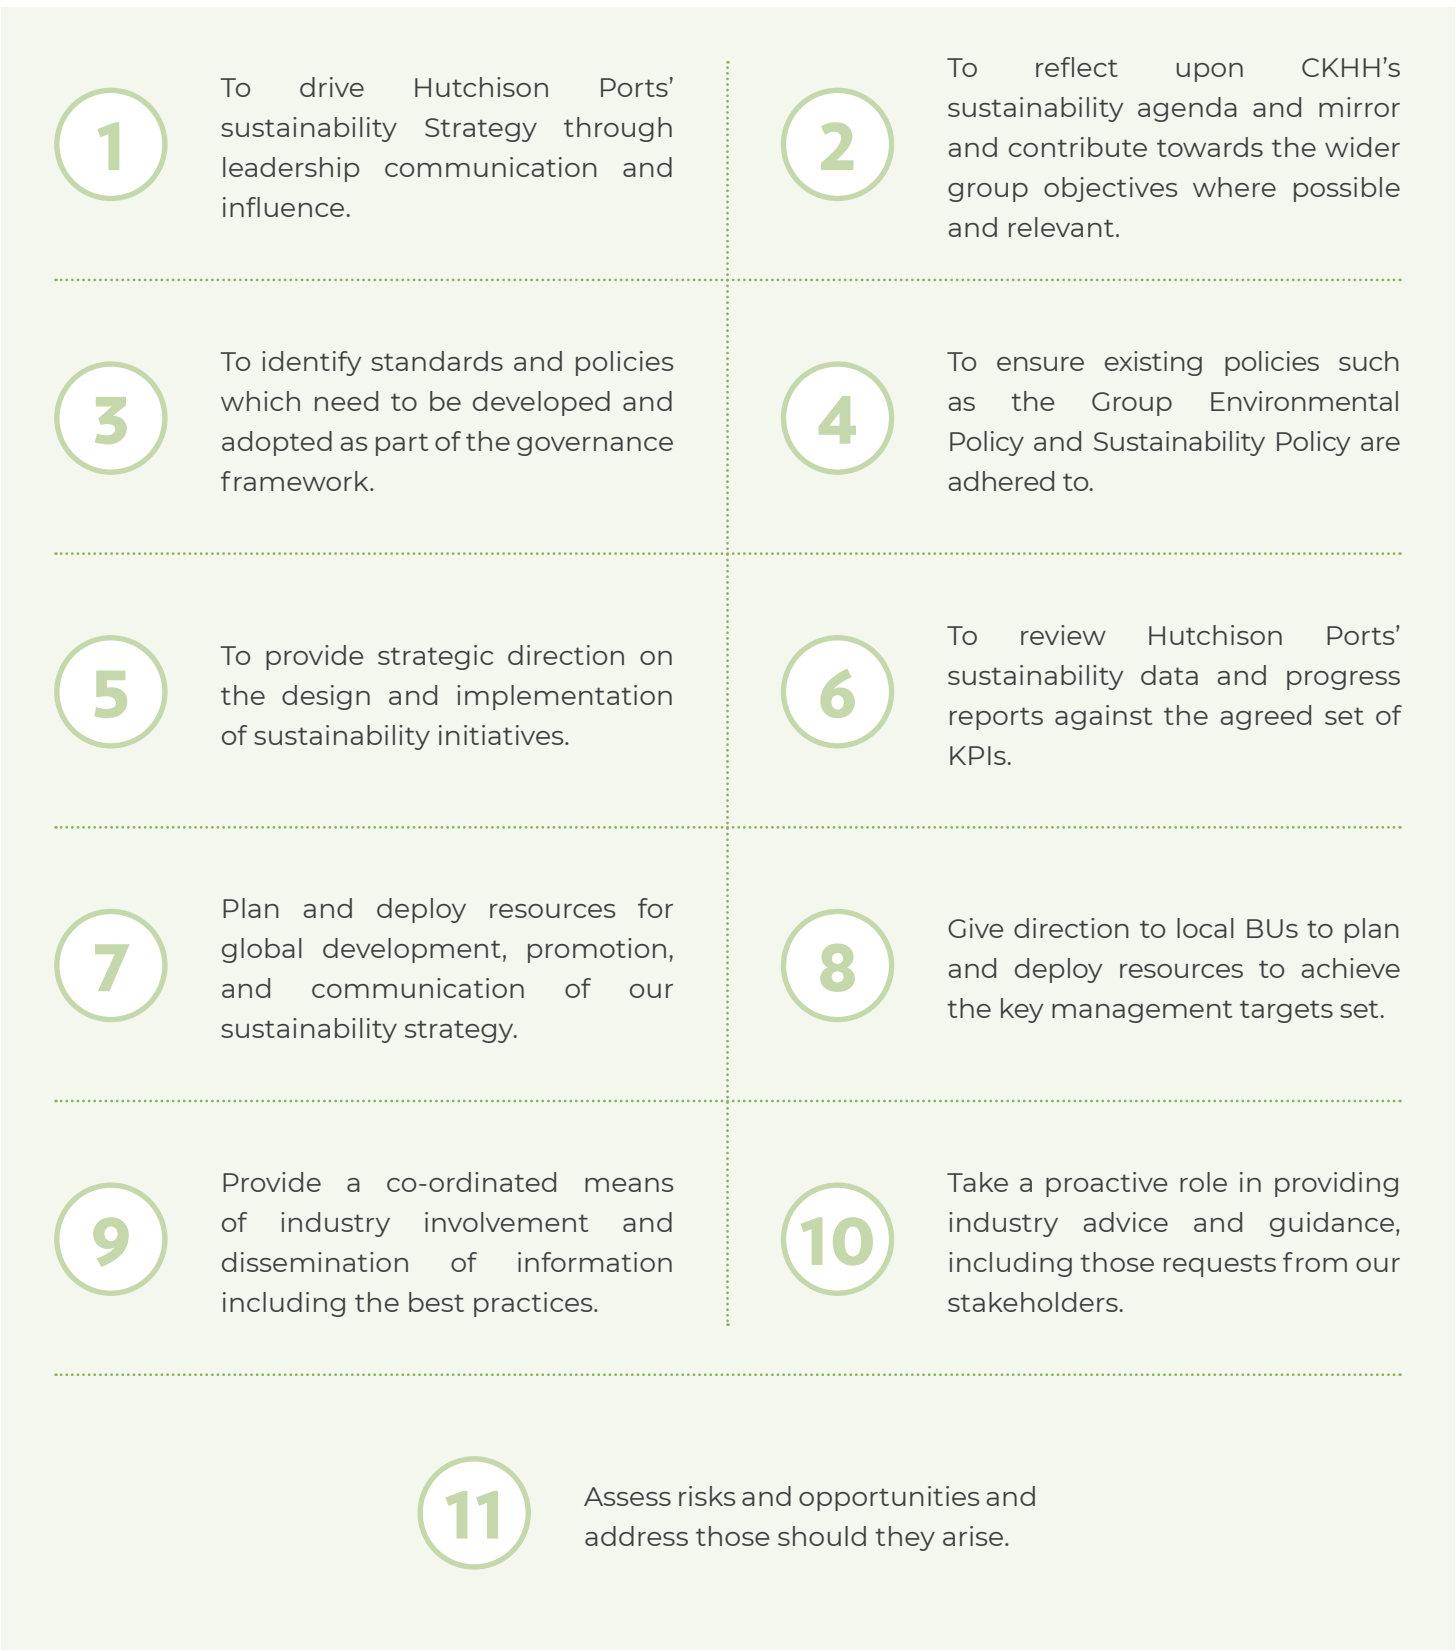 1
To drive Hutchison Ports’
sustainability Strategy through
leadership communication and
influence.
2
To reflect upon CKHH’s
sustainability agenda and mirror
and contribute towards the wider
group objectives where possible
and relevant.
3
To identify standards and policies
which need to be developed and
adopted as part of the governance
framework.
4
To ensure existing policies such
as the Group Environmental
Policy and Sustainability Policy are
adhered to.
5
To provide strategic direction on
the design and implementation
of sustainability initiatives.
6
To review Hutchison Ports’
sustainability data and progress
reports against the agreed set of
KPIs.
7
Plan and deploy resources for
global development, promotion,
and communication of our
sustainability strategy.
8
Give direction to local BUs to plan
and deploy resources to achieve
the key management targets set.
9
Provide a co-ordinated means
of industry involvement and
dissemination of information
including the best practices.
10
Take a proactive role in providing
industry advice and guidance,
including those requests from our
stakeholders.
11
Assess risks and opportunities and
address those should they arise.